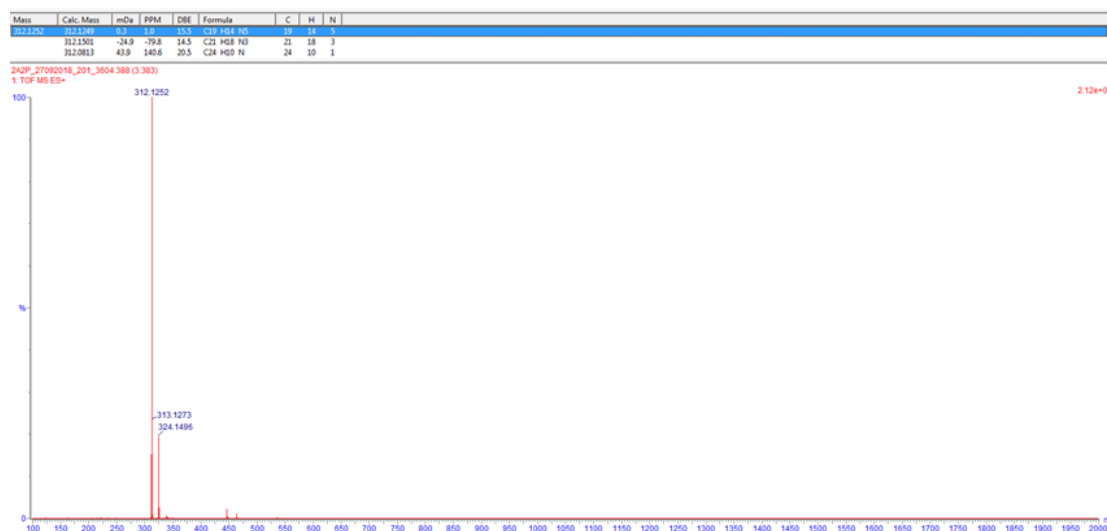 Mass Calc. Mass mDa PPM DBE Formula C H N
312.1252 312.1249 0.3 1.0 15.5 C19 H14 N5 19 14 5
312.1501 -24.9 -79.8 14.5 C21 H18 N3 21 18 3
312.0813 43.9 140.6 20.5 C24 H10 N 24 10 1
2A2P_27092018_201_3604 388 (3.383)
1: TOF MS ES+
2.12e+0
100
312.1252
%
313.1273
324.1496
0
100 150 200 250 300 350 400 450 500 550 600 650 700 750 800 850 900 950 1000 1050 1100 1150 1200 1250 1300 1350 1400 1450 1500 1550 1600 1650 1700 1750 1800 1850 1900 1950 2000